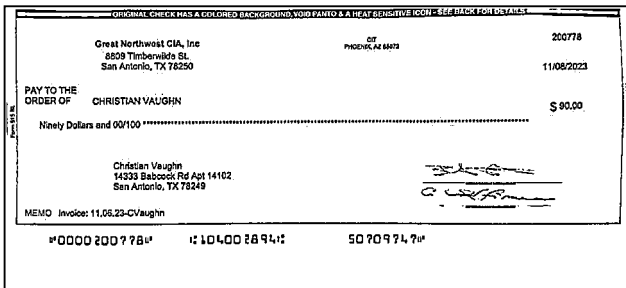 ORIGINAL CHECK HAS A COLORED BACKGROUND, VOID PANTO & A HEAT SENSITIVE ICON - SEE BACK FOR DETAILS
200778
Great Northwest CIA, Inc
8809 Timberwilde St.
San Antonio, TX 78250
CIT
PHOENIX, AZ
11/08/2023
PAY TO THE
ORDER OF CHRISTIAN VAUGHN
$ 90.00
Ninety Dollars and 00/100
Christian Vaughn
14333 Babcock Rd Apt 14102
San Antonio, TX 78249
MEMO Invoice: 11.06.23-CVaughn
⑈0000200778⑈ ⑆104002894⑆ 50709747⑈